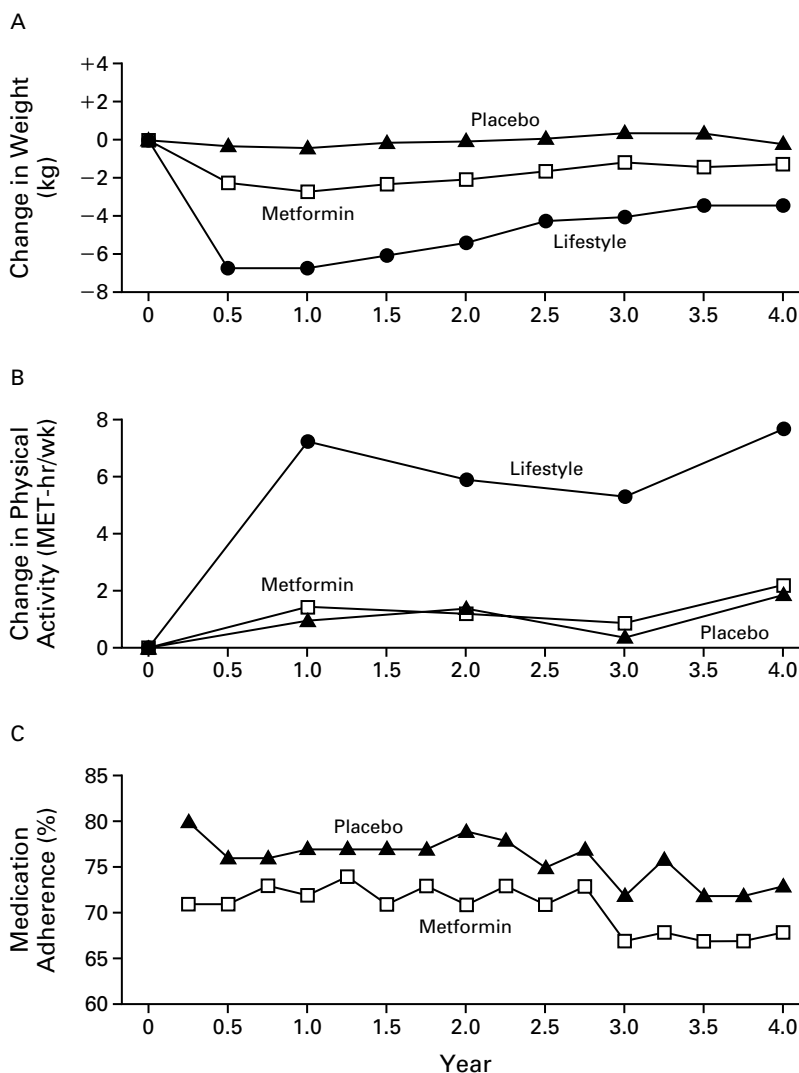 A
Change in Weight
(kg)
+4
+2
0
−2
−4
−6
−8
Placebo
Metformin
Lifestyle
0 0.5 1.0 1.5 2.0 2.5 3.0 3.5 4.0
B
Change in Physical
Activity (MET-hr/wk)
8
6
4
2
0
Lifestyle
Metformin
Placebo
0 0.5 1.0 1.5 2.0 2.5 3.0 3.5 4.0
C
Medication
Adherence (%)
85
80
75
70
65
60
Placebo
Metformin
0 0.5 1.0 1.5 2.0 2.5 3.0 3.5 4.0
Year